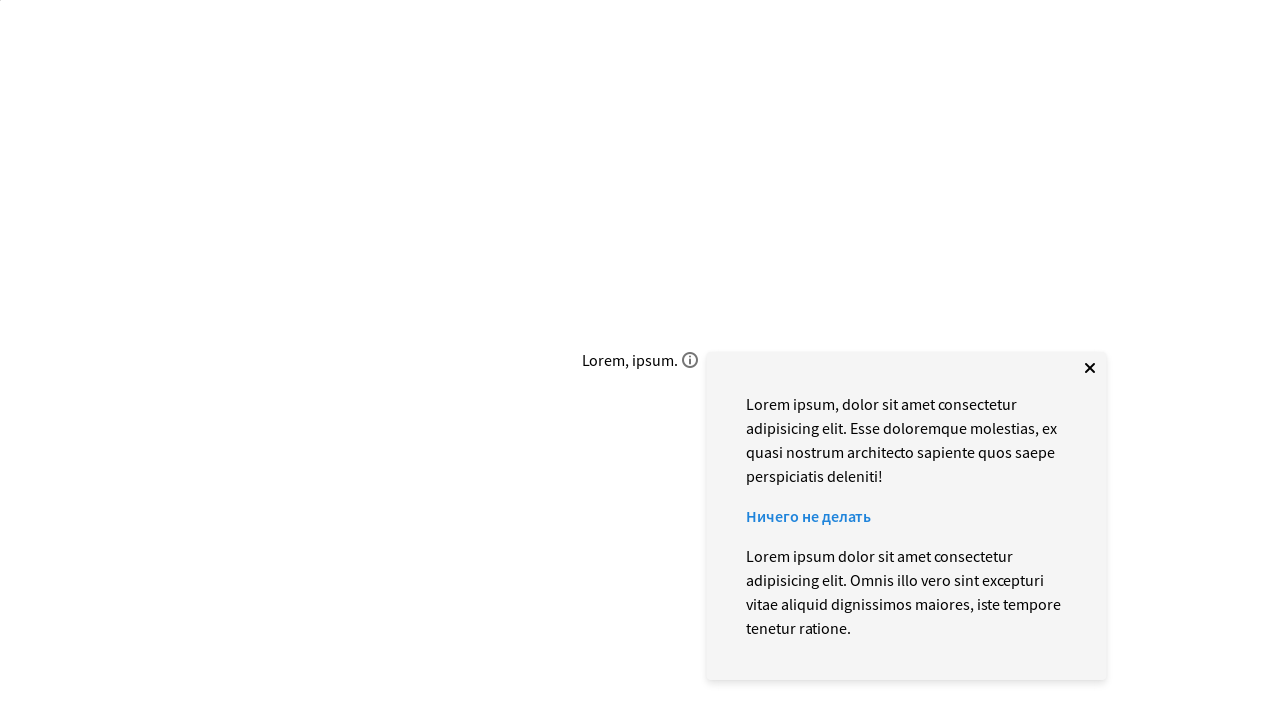 Lorem, ipsum.
Lorem ipsum, dolor sit amet consectetur
adipisicing elit. Esse doloremque molestias, ex
quasi nostrum architecto sapiente quos saepe
perspiciatis deleniti!
Ничего не делать
Lorem ipsum dolor sit amet consectetur
adipisicing elit. Omnis illo vero sint excepturi
vitae aliquid dignissimos maiores, iste tempore
tenetur ratione.